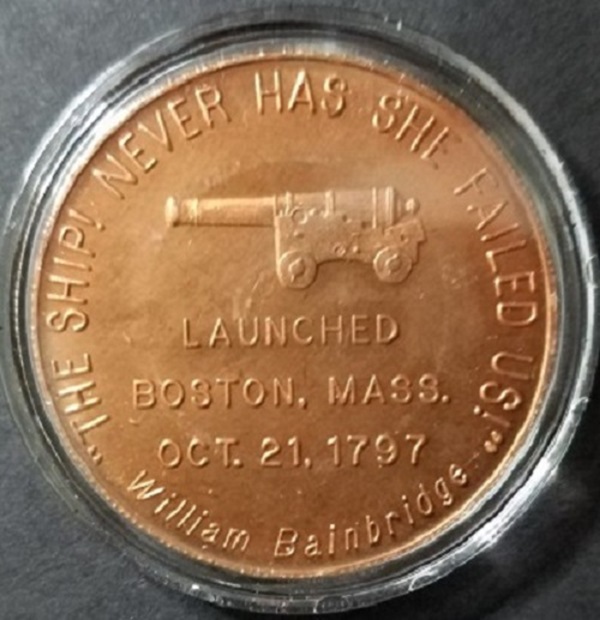 "THE SHIP! NEVER HAS SHE FAILED US!"
LAUNCHED
BOSTON, MASS.
OCT. 21, 1797
William Bainbridge